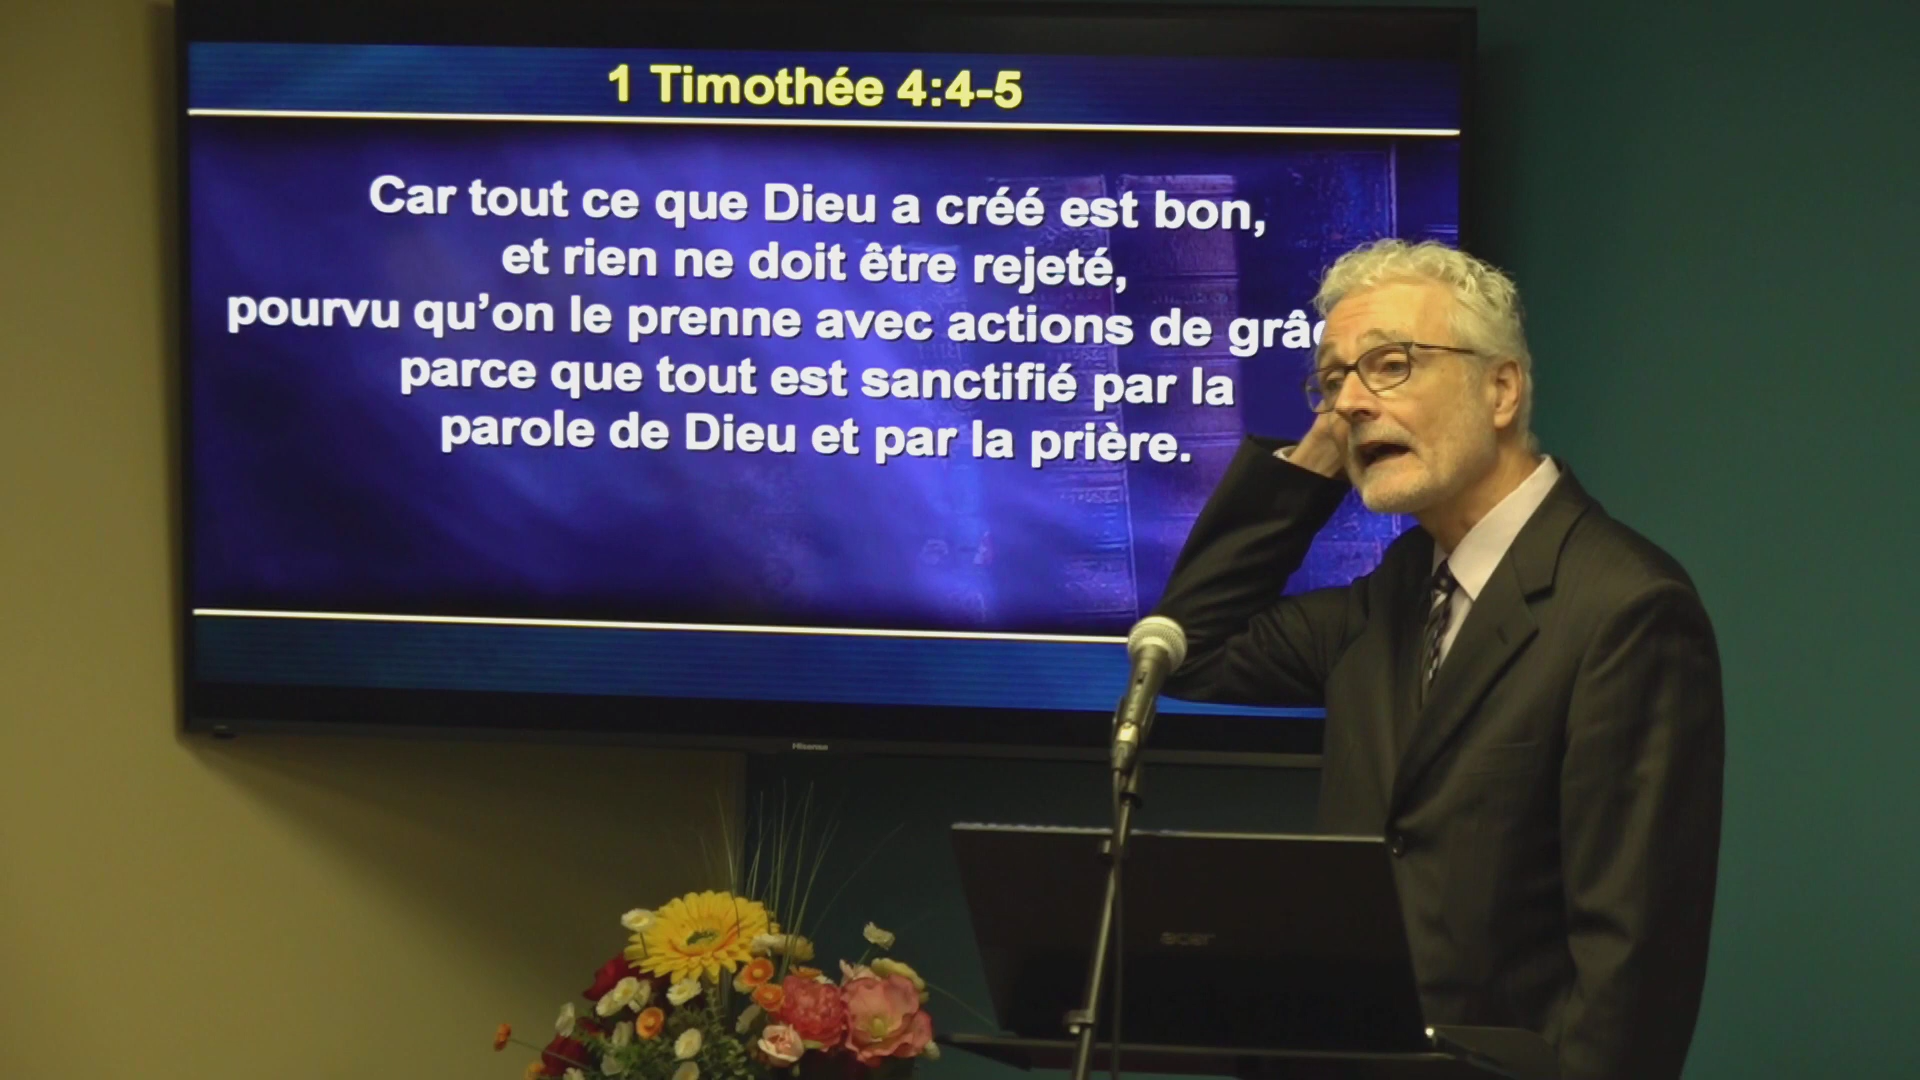 1 Timothée 4:4-5
Car tout ce que Dieu a créé est bon,
et rien ne doit être rejeté,
pourvu qu’on le prenne avec actions de
parce que tout est sanctifié par la
parole de Dieu et par la prière.
Hisense
acer